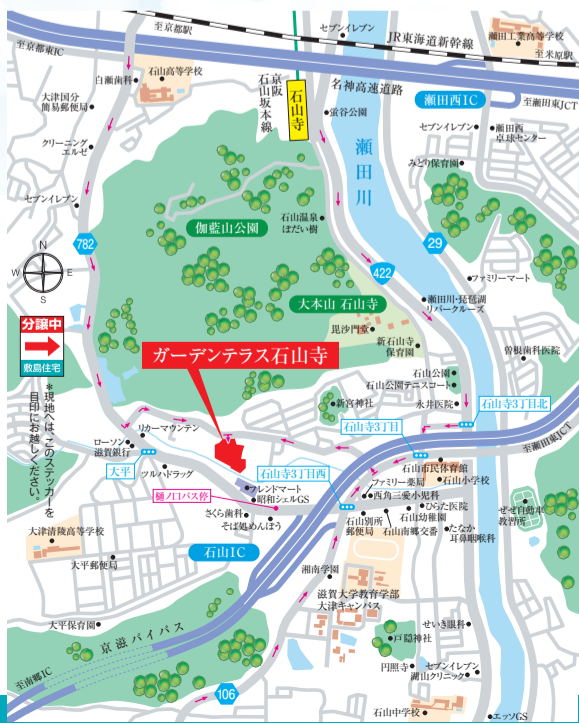 至京都駅
セブンイレブン
JR東海道新幹線
瀬田工業高等学校
至米原駅
至京都東IC
白瀬歯科
石山高等学校
京阪
石山坂本線
石山寺
名神高速道路
瀬田西IC
至瀬田東JCT
大津国分
簡易郵便局
螢谷公園
セブンイレブン
瀬田西
卓球センター
クリーニング
エルゼ
瀬田川
みどり保育園
セブンイレブン
石山温泉
ぼだい樹
伽藍山公園
782
29
422
N
W
E
S
ファミリーマート
大本山 石山寺
瀬田川・琵琶湖
リバークルーズ
分譲中
敷島住宅
＊現地へは、このステッカーを
目印にお越しください。
毘沙門堂
新石山寺
保育園
曽根歯科医院
ガーデンテラス石山寺
石山公園
石山公園テニスコート
新宮神社
永井医院
石山寺3丁目北
リカーマウンテン
ローソン
滋賀銀行
石山寺3丁目
至瀬田東JCT
大平
ツルハドラッグ
石山寺3丁目西
石山市民体育館
石山小学校
フレンドマート
昭和シェルGS
ファミリー薬局
西角三愛小児科
樋ノ口バス停
さくら歯科
そば処めんぼう
ひらた医院
石山幼稚園
石山別所
郵便局
石山南郷交番
たなか
耳鼻咽喉科
ぜぜ自動車
教習所
大津清陵高等学校
石山IC
大平郵便局
湘南学園
滋賀大学教育学部
大津キャンパス
大平保育園
京滋バイパス
せいき眼科
戸隠神社
至南郷IC
円照寺
セブンイレブン
湖山クリニック
106
石山中学校
エッソGS